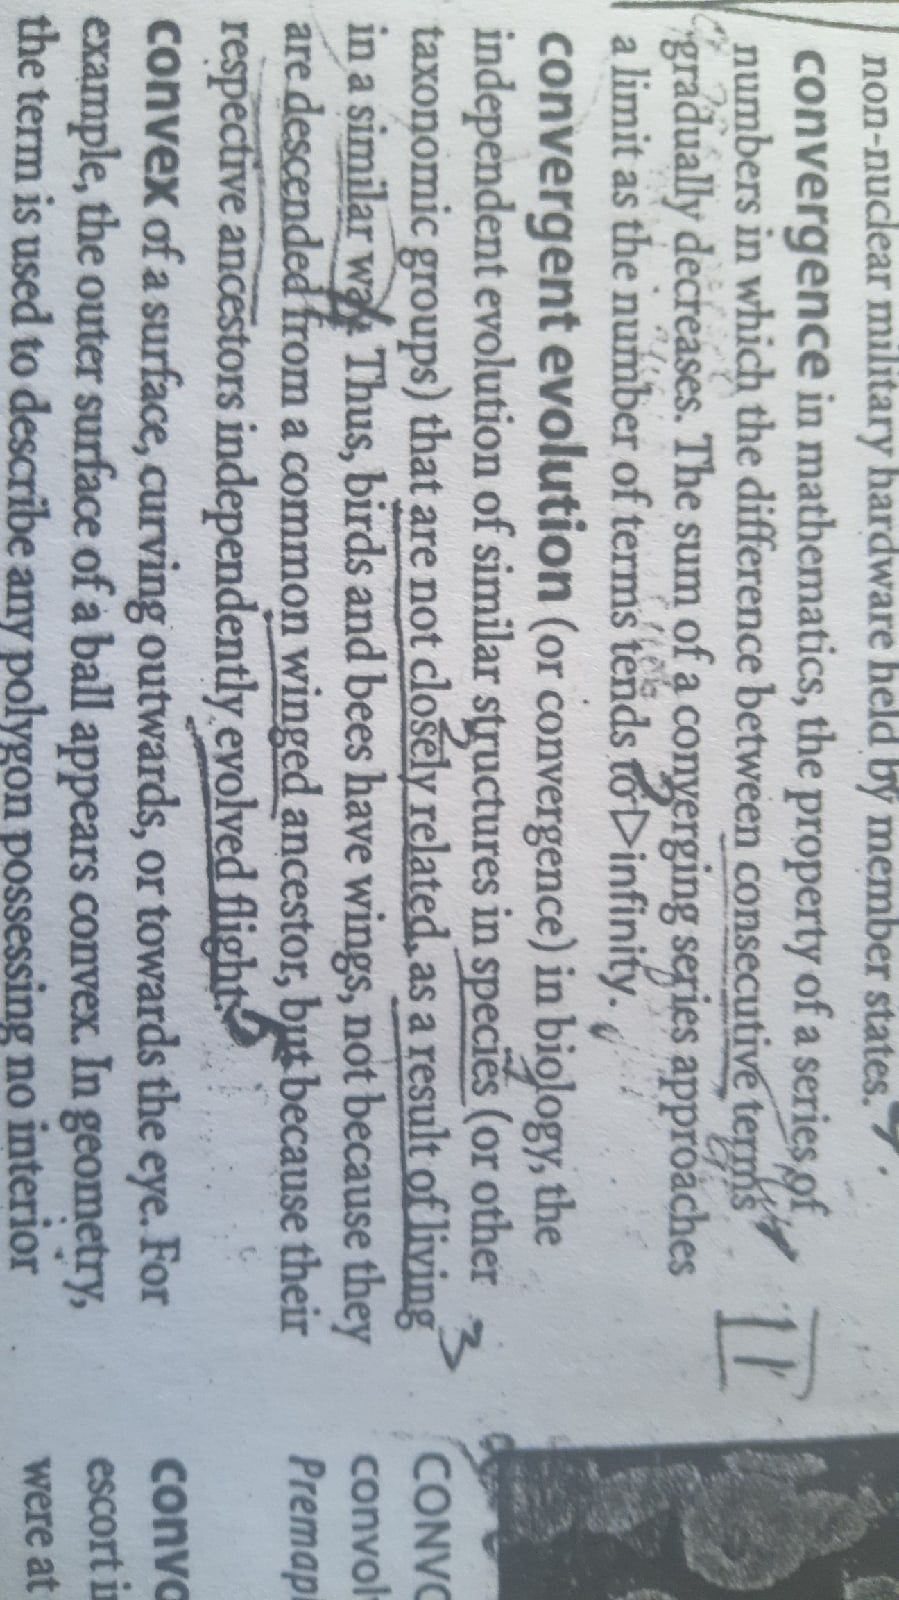 non-nuclear military hardware held by member states.
convergence in mathematics, the property of a series of
numbers in which the difference between consecutive terms
gradually decreases. The sum of a converging series approaches
a limit as the number of terms tends to ▷infinity.
convergent evolution (or convergence) in biology, the
independent evolution of similar structures in species (or other
taxonomic groups) that are not closely related, as a result of living
in a similar way. Thus, birds and bees have wings, not because they
are descended from a common winged ancestor, but because their
respective ancestors independently evolved flight.
convex of a surface, curving outwards, or towards the eye. For
example, the outer surface of a ball appears convex. In geometry,
the term is used to describe any polygon possessing no interior
11
2
3
CONVO
convol
Premapi
convo
escort i
were at